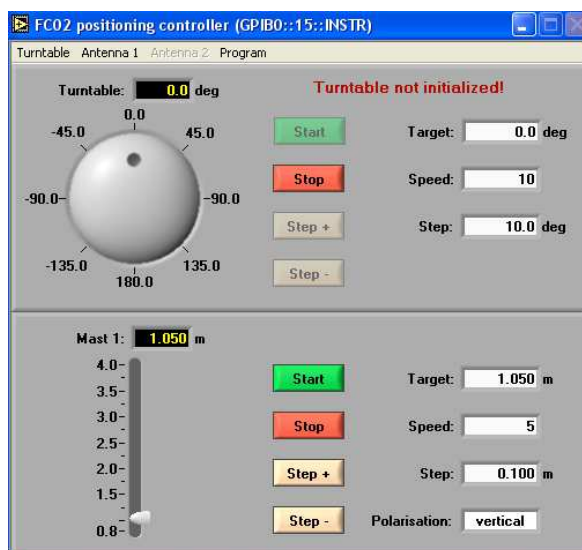 FC02 positioning controller (GPIB0::15::INSTR)
Turntable Antenna 1 Antenna 2 Program
Turntable: 0.0 deg Turntable not initialized!
0.0
-45.0 45.0 Start Target: 0.0 deg
-90.0 90.0 Stop Speed: 10
Step + Step: 10.0 deg
-135.0 135.0 Step -
180.0
Mast 1: 1.050 m
4.0 Start Target: 1.050 m
3.5
3.0 Stop Speed: 5
2.5
2.0 Step + Step: 0.100 m
1.5
0.8 Step - Polarisation: vertical